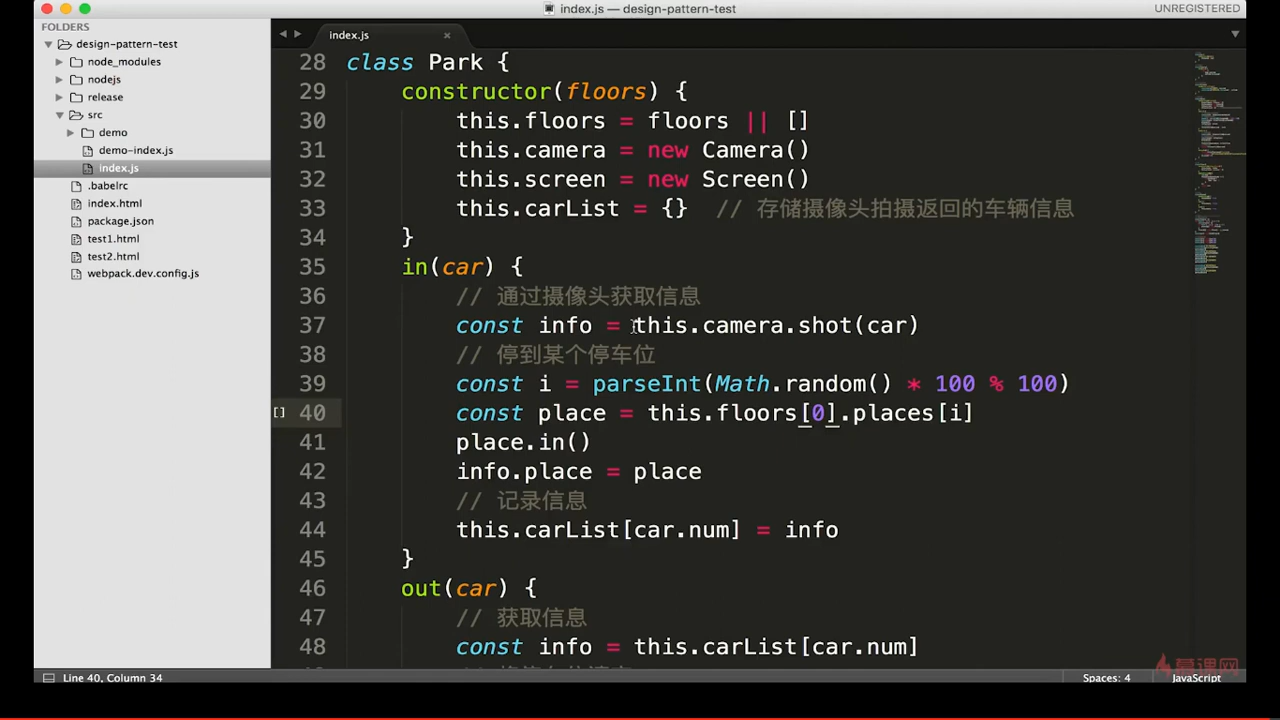 index.js — design-pattern-test
UNREGISTERED
FOLDERS
design-pattern-test
node_modules
nodejs
release
src
demo
demo-index.js
index.js
.babelrc
index.html
package.json
test1.html
test2.html
webpack.dev.config.js
index.js
28 class Park {
29 constructor(floors) {
30 this.floors = floors || []
31 this.camera = new Camera()
32 this.screen = new Screen()
33 this.carList = {} // 存储摄像头拍摄返回的车辆信息
34 }
35 in(car) {
36 // 通过摄像头获取信息
37 const info = this.camera.shot(car)
38 // 停到某个停车位
39 const i = parseInt(Math.random() * 100 % 100)
40 const place = this.floors[0].places[i]
41 place.in()
42 info.place = place
43 // 记录信息
44 this.carList[car.num] = info
45 }
46 out(car) {
47 // 获取信息
48 const info = this.carList[car.num]
慕课网
Line 40, Column 34
Spaces: 4
JavaScript